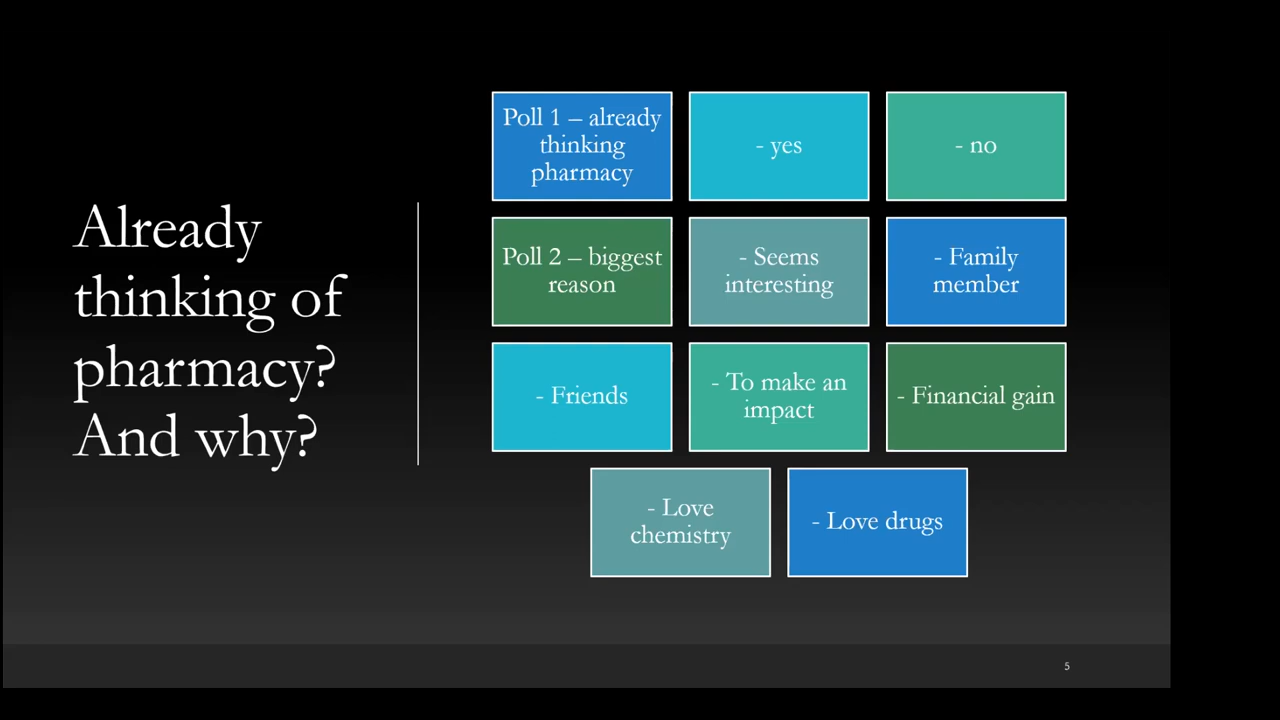 Already
thinking of
pharmacy?
And why?
Poll 1 – already
thinking
pharmacy
- yes
- no
Poll 2 – biggest
reason
- Seems
interesting
- Family
member
- Friends
- To make an
impact
- Financial gain
- Love
chemistry
- Love drugs
5